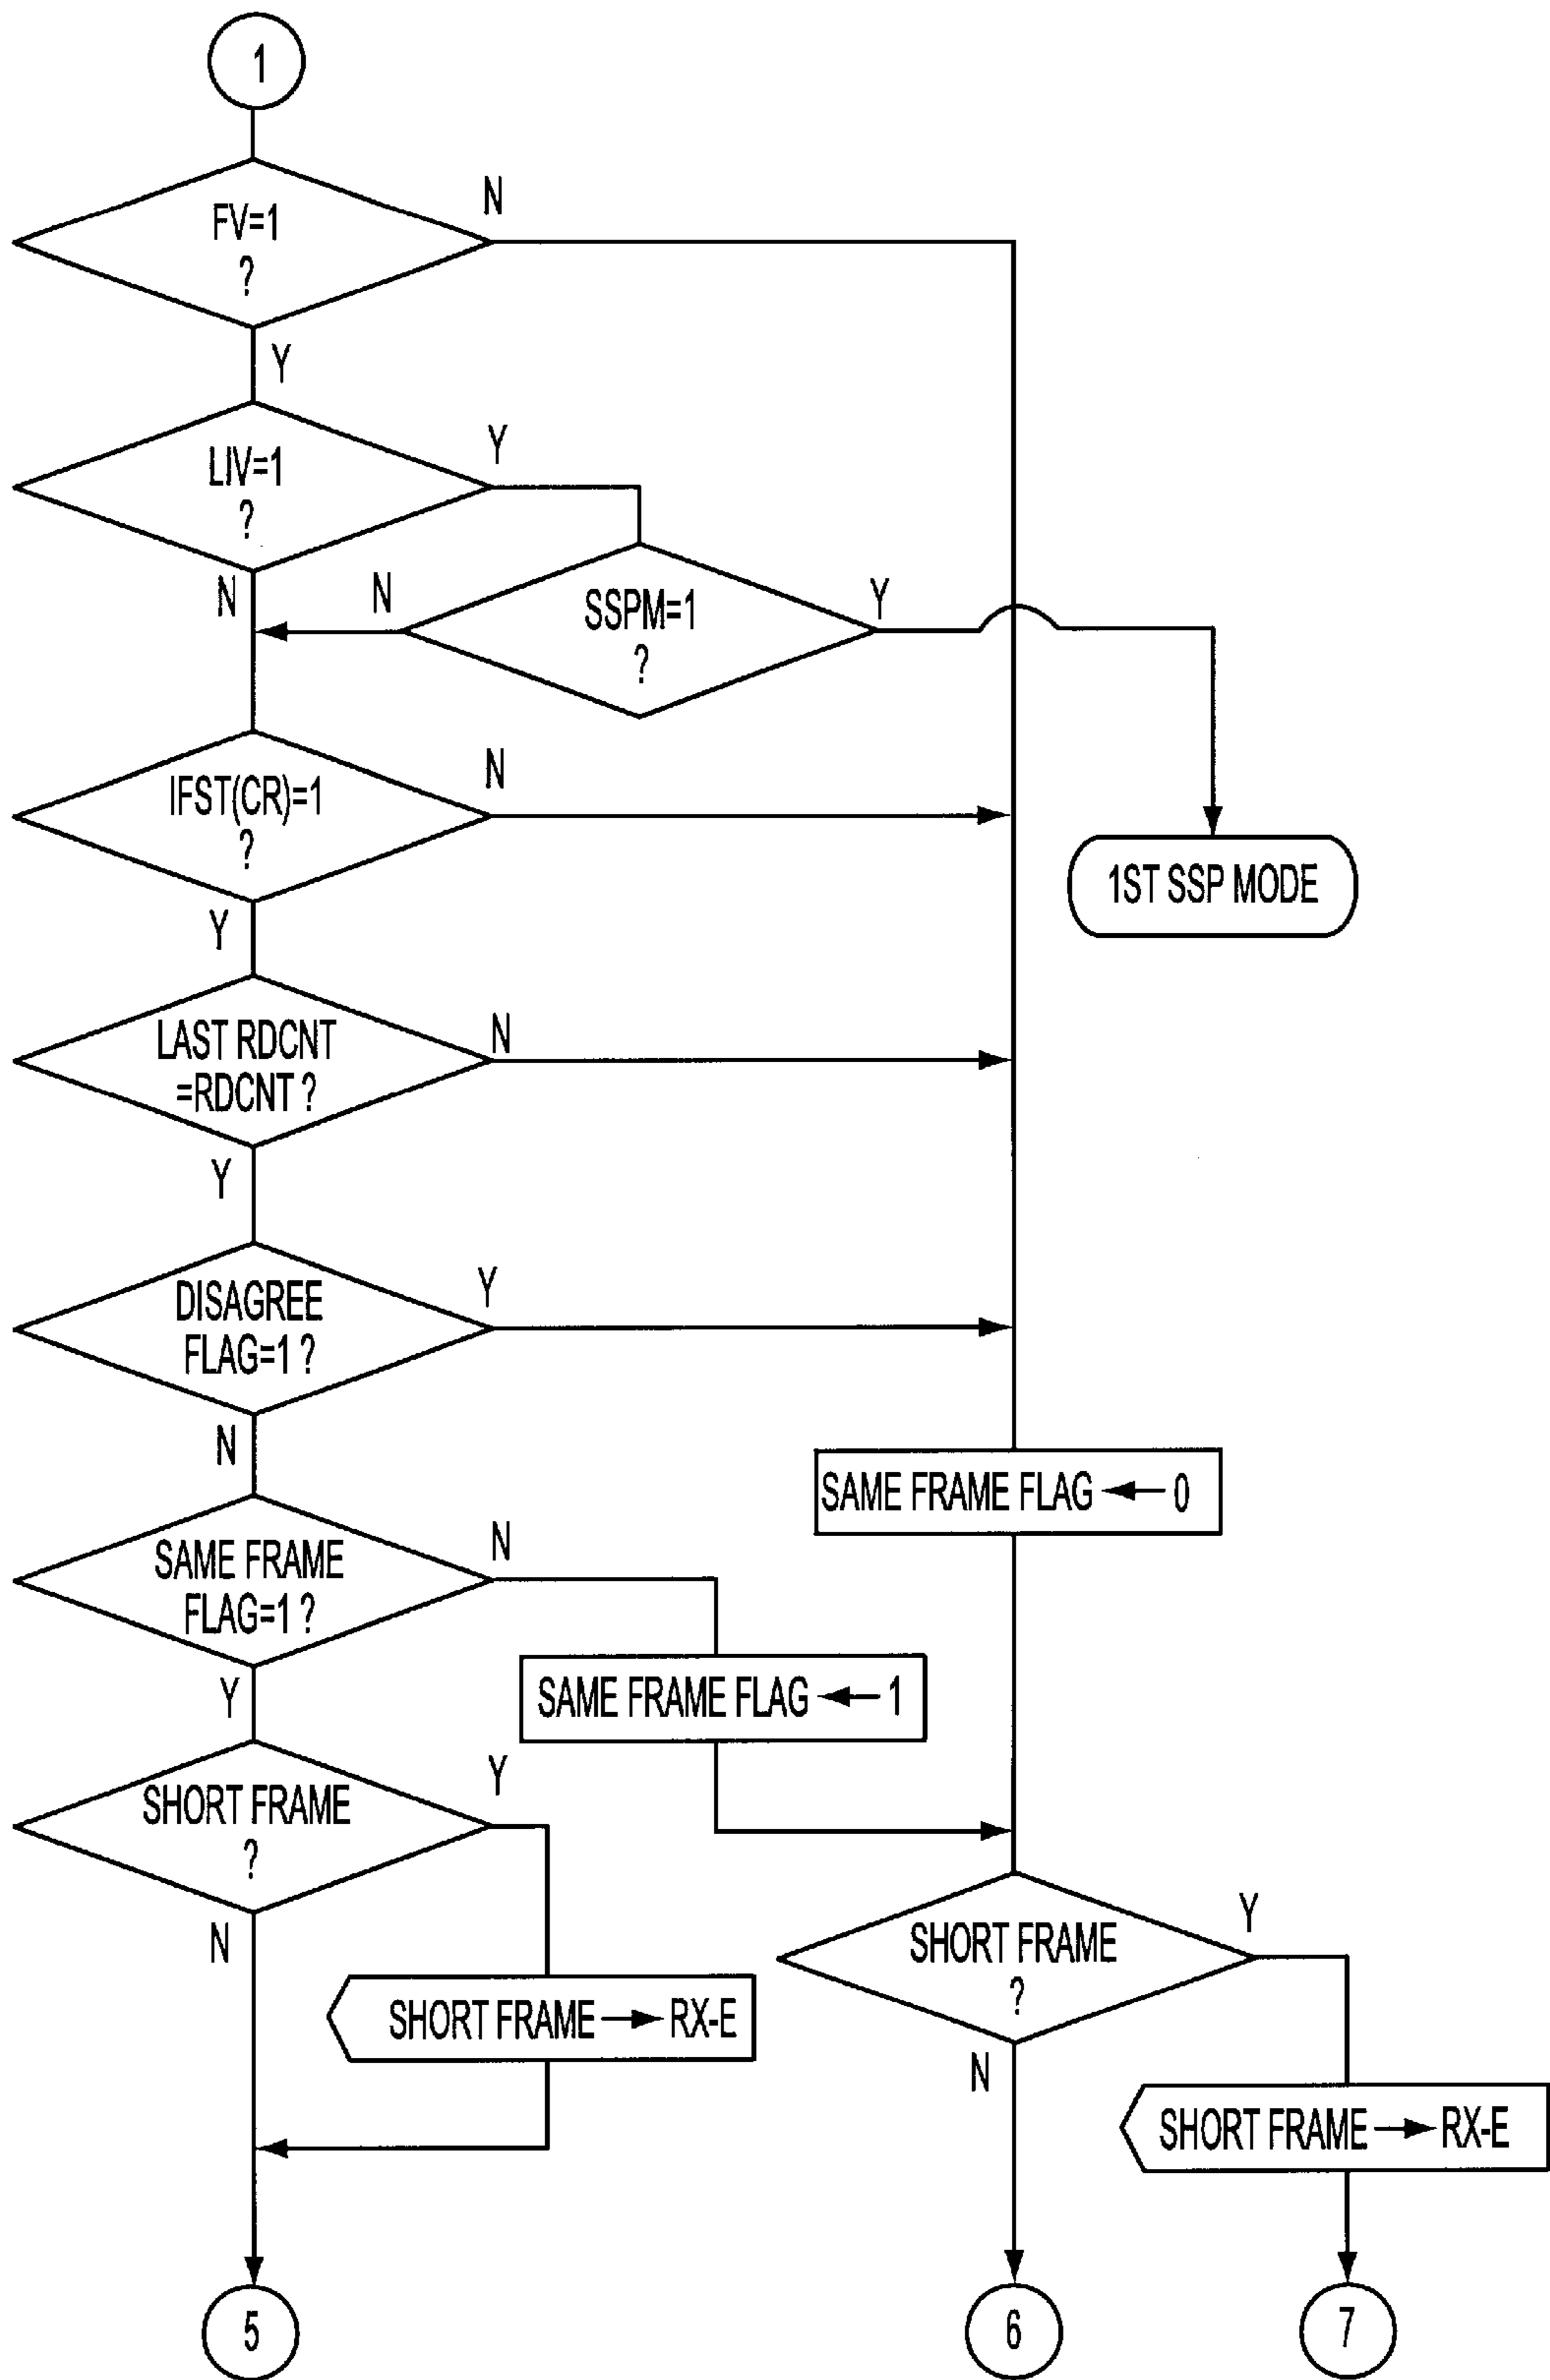 1
FV=1
?
N
Y
LIV=1
?
Y
N
SSPM=1
?
N
Y
IFST(CR)=1
?
N
Y
1ST SSP MODE
LAST RDCNT
=RDCNT ?
N
Y
DISAGREE
FLAG=1 ?
Y
N
SAME FRAME FLAG ← 0
SAME FRAME
FLAG=1 ?
N
Y
SAME FRAME FLAG ← 1
SHORT FRAME
?
Y
N
SHORT FRAME → RX-E
SHORT FRAME
?
Y
N
SHORT FRAME → RX-E
5
6
7